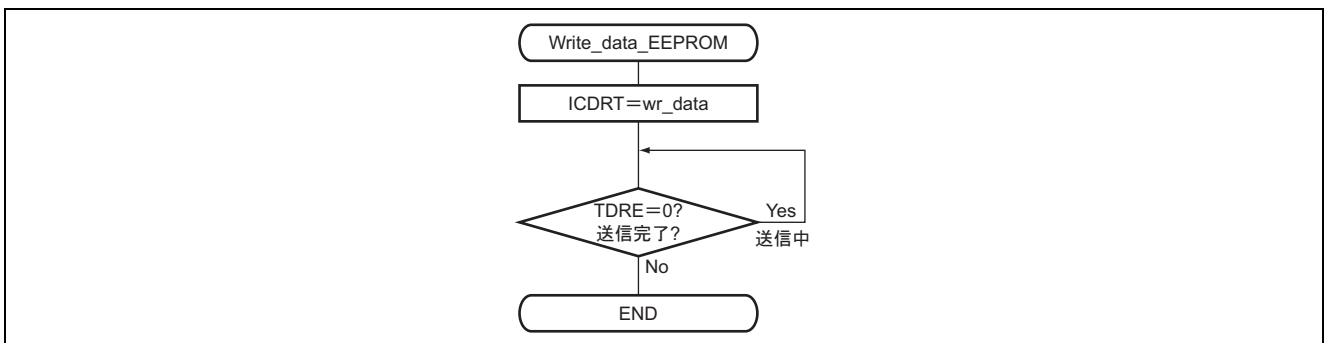 Write_data_EEPROM
ICDRT＝wr_data
TDRE＝0?
送信完了?
Yes
送信中
No
END